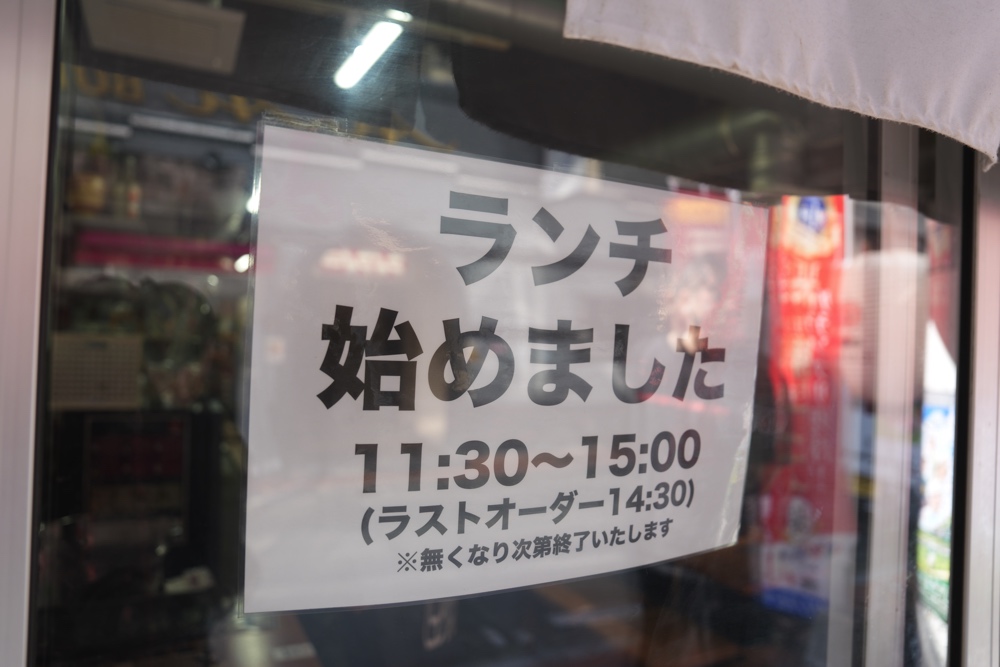 ランチ
始めました
11:30〜15:00
(ラストオーダー14:30)
※無くなり次第終了いたします